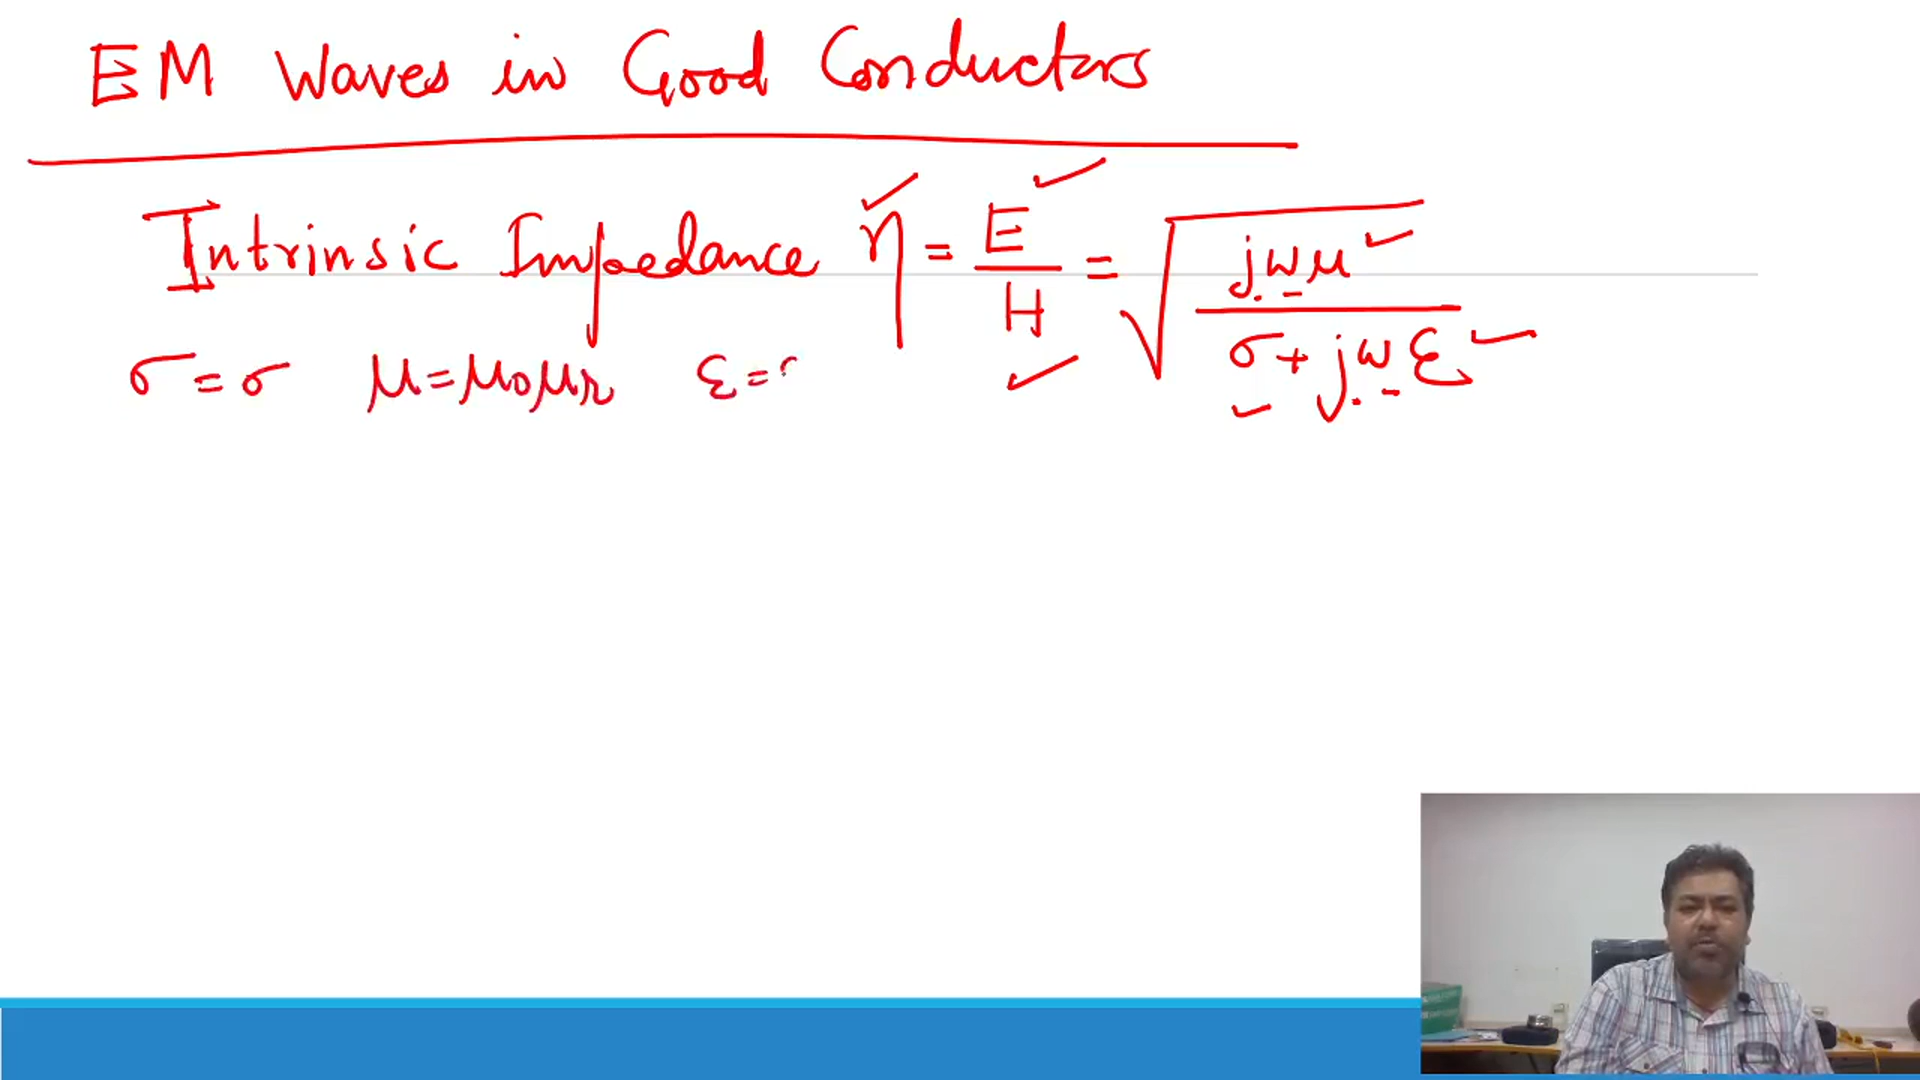 EM Waves in Good Conductors
Intrinsic Impedance η = E/H = √(jωμ/(σ+jωε))
σ=σ μ=μ0μr ε=